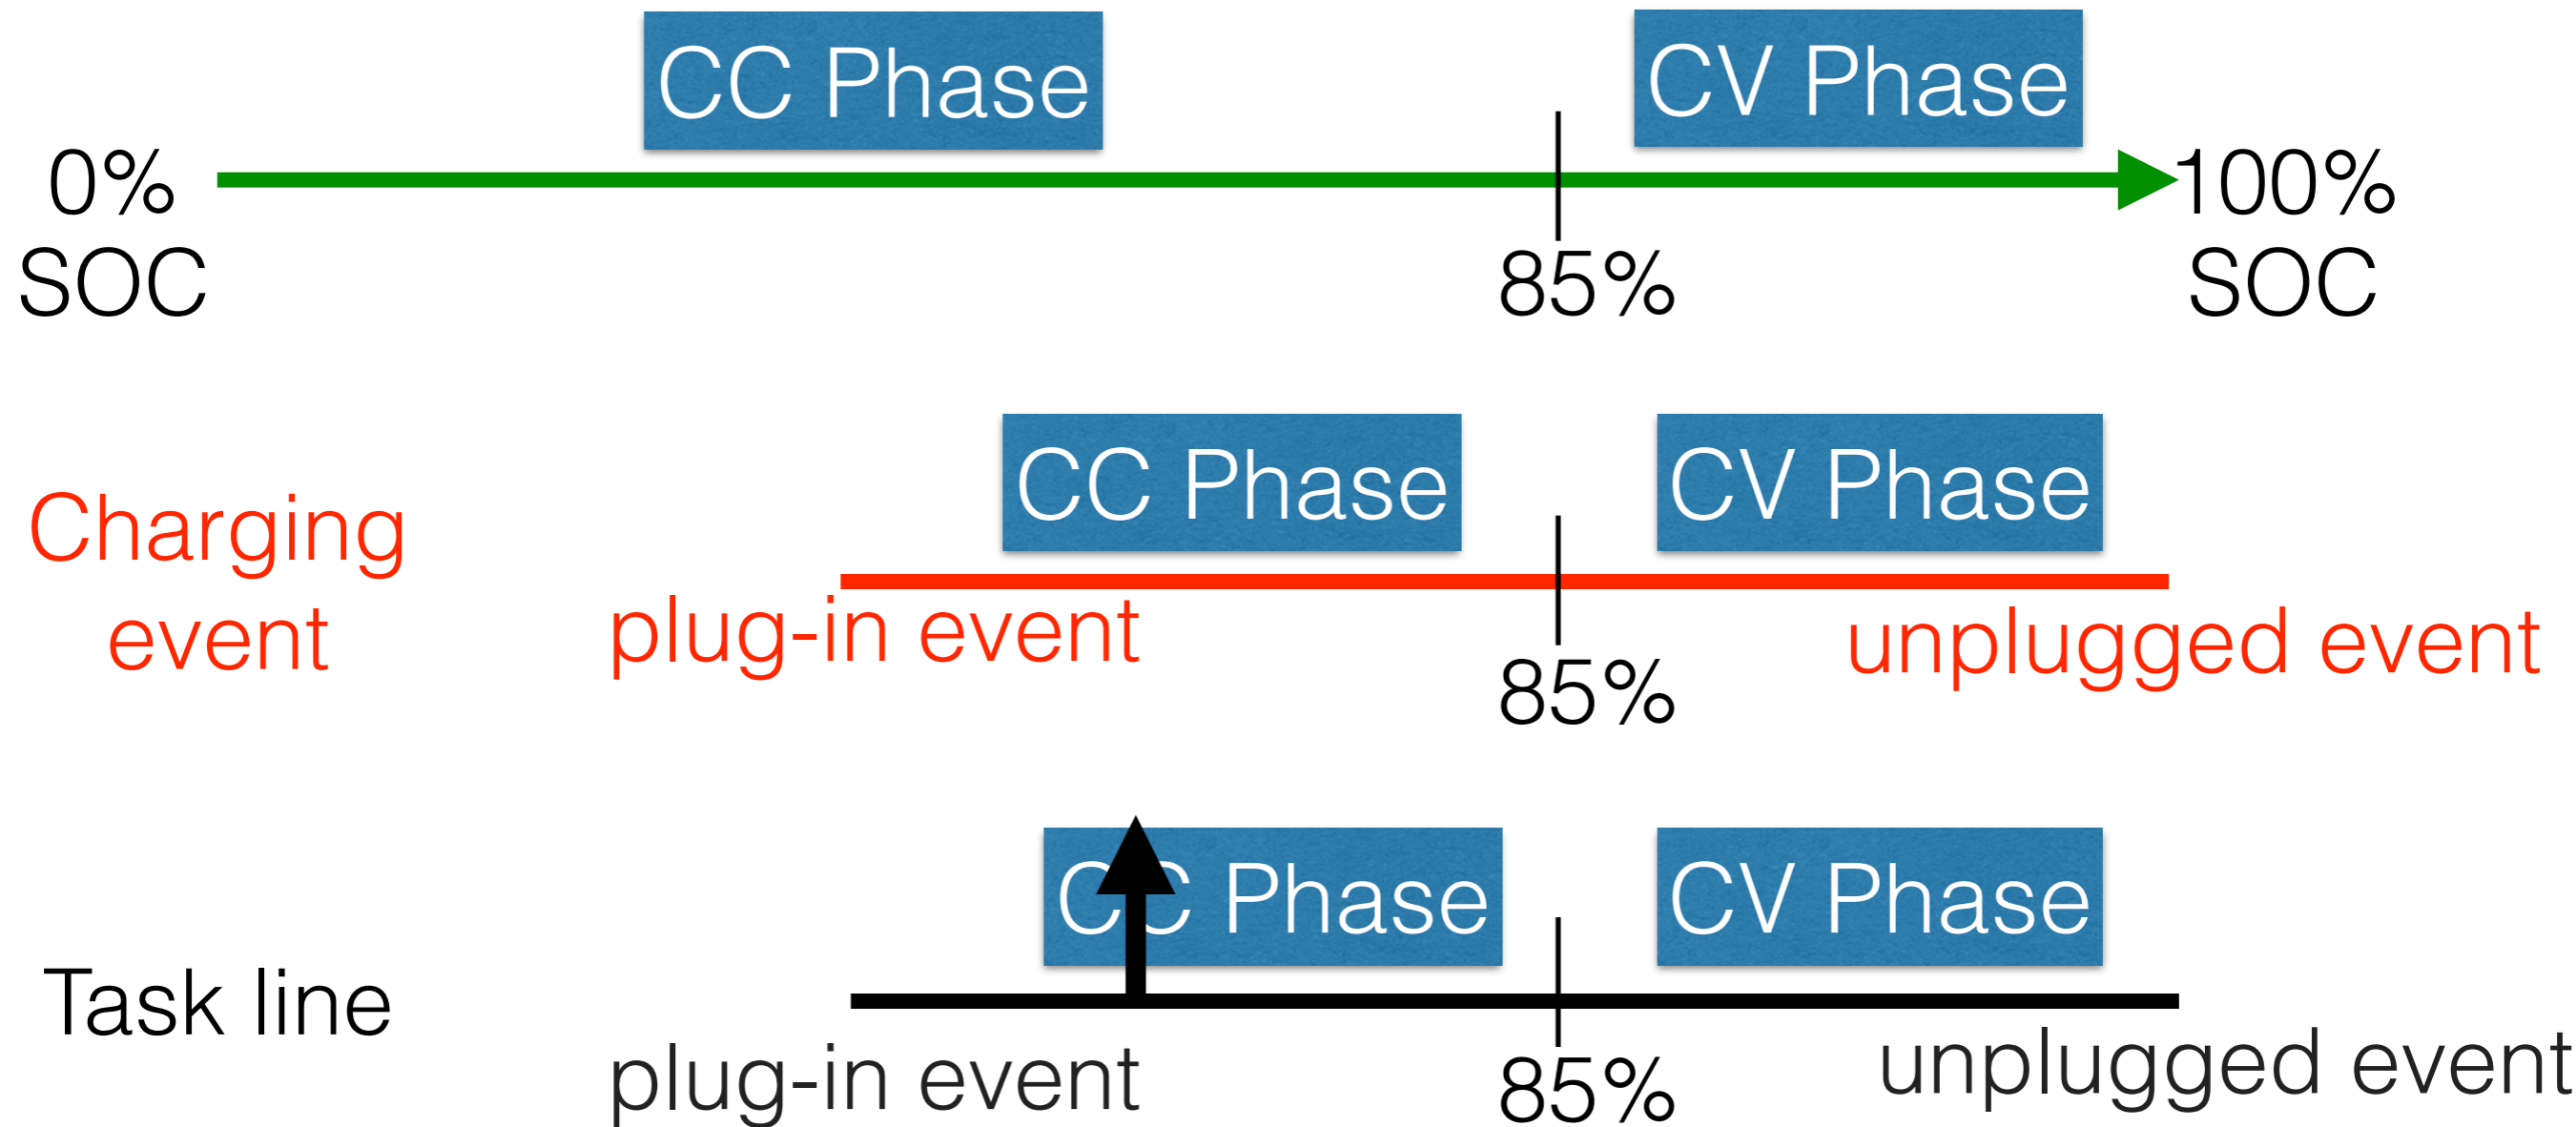 CC Phase
CV Phase
0%
SOC
85%
100%
SOC
Charging
event
CC Phase
CV Phase
plug-in event
85%
unplugged event
Task line
CC Phase
CV Phase
plug-in event
85%
unplugged event